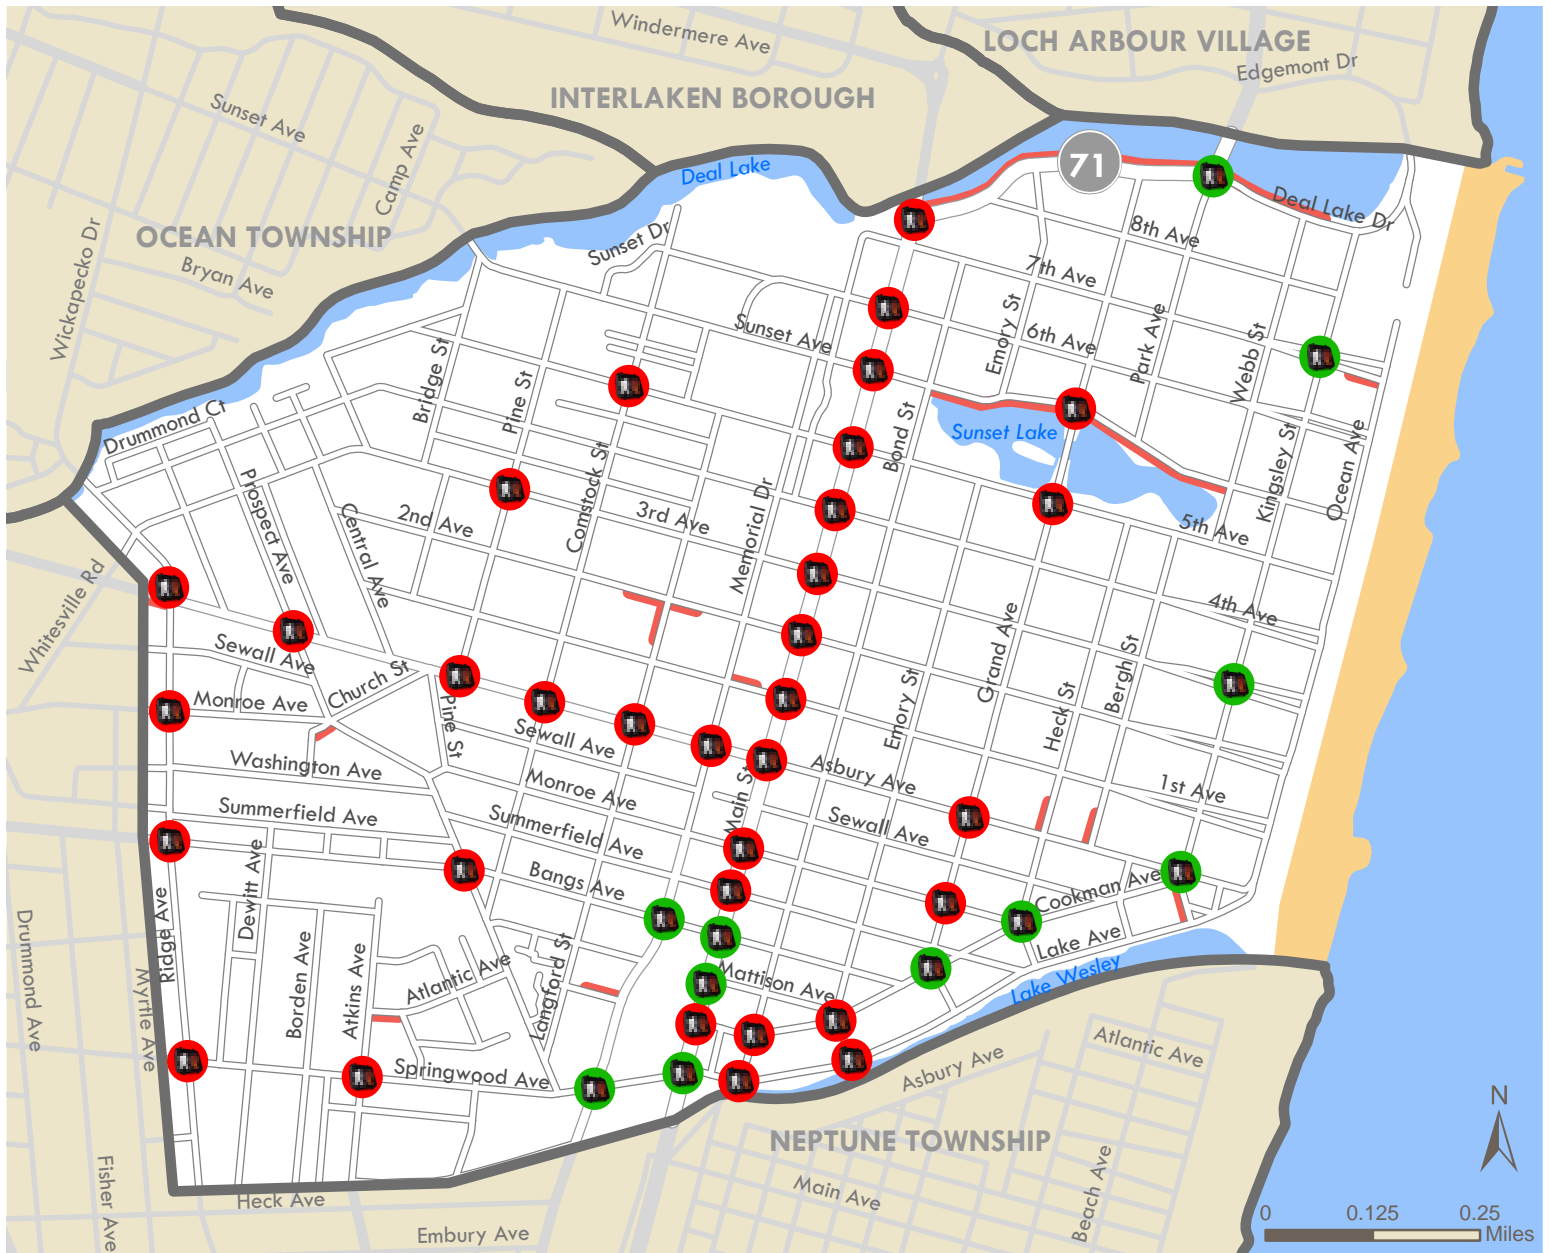 Windermere Ave
LOCH ARBOUR VILLAGE
Edgemont Dr
INTERLAKEN BOROUGH
Sunset Ave
Camp Ave
71
Deal Lake
Deal Lake Dr
8th Ave
OCEAN TOWNSHIP
Sunset Dr
Bryan Ave
7th Ave
Wickapecko Dr
Emory St
Sunset Ave
6th Ave
Park Ave
Webb St
Bridge St
Pine St
Drummond Ct
Bond St
Sunset Lake
Kingsley St
Ocean Ave
Prospect Ave
Comstock St
Central Ave
2nd Ave
3rd Ave
Memorial Dr
5th Ave
Whitesville Rd
4th Ave
Sewall Ave
Church St
Grand Ave
Bergh St
Monroe Ave
Pine St
Emory St
Heck St
Sewall Ave
Washington Ave
Asbury Ave
Monroe Ave
1st Ave
Main St
Summerfield Ave
Summerfield Ave
Sewall Ave
Dewitt Ave
Bangs Ave
Cookman Ave
Ridge Ave
Drummond Ave
Myrtle Ave
Borden Ave
Atkins Ave
Atlantic Ave
Langford St
Mattison Ave
Lake Ave
Lake Wesley
Springwood Ave
Asbury Ave
Atlantic Ave
NEPTUNE TOWNSHIP
Main Ave
Beach Ave
Fisher Ave
Heck Ave
Embury Ave
N
0 0.125 0.25
Miles